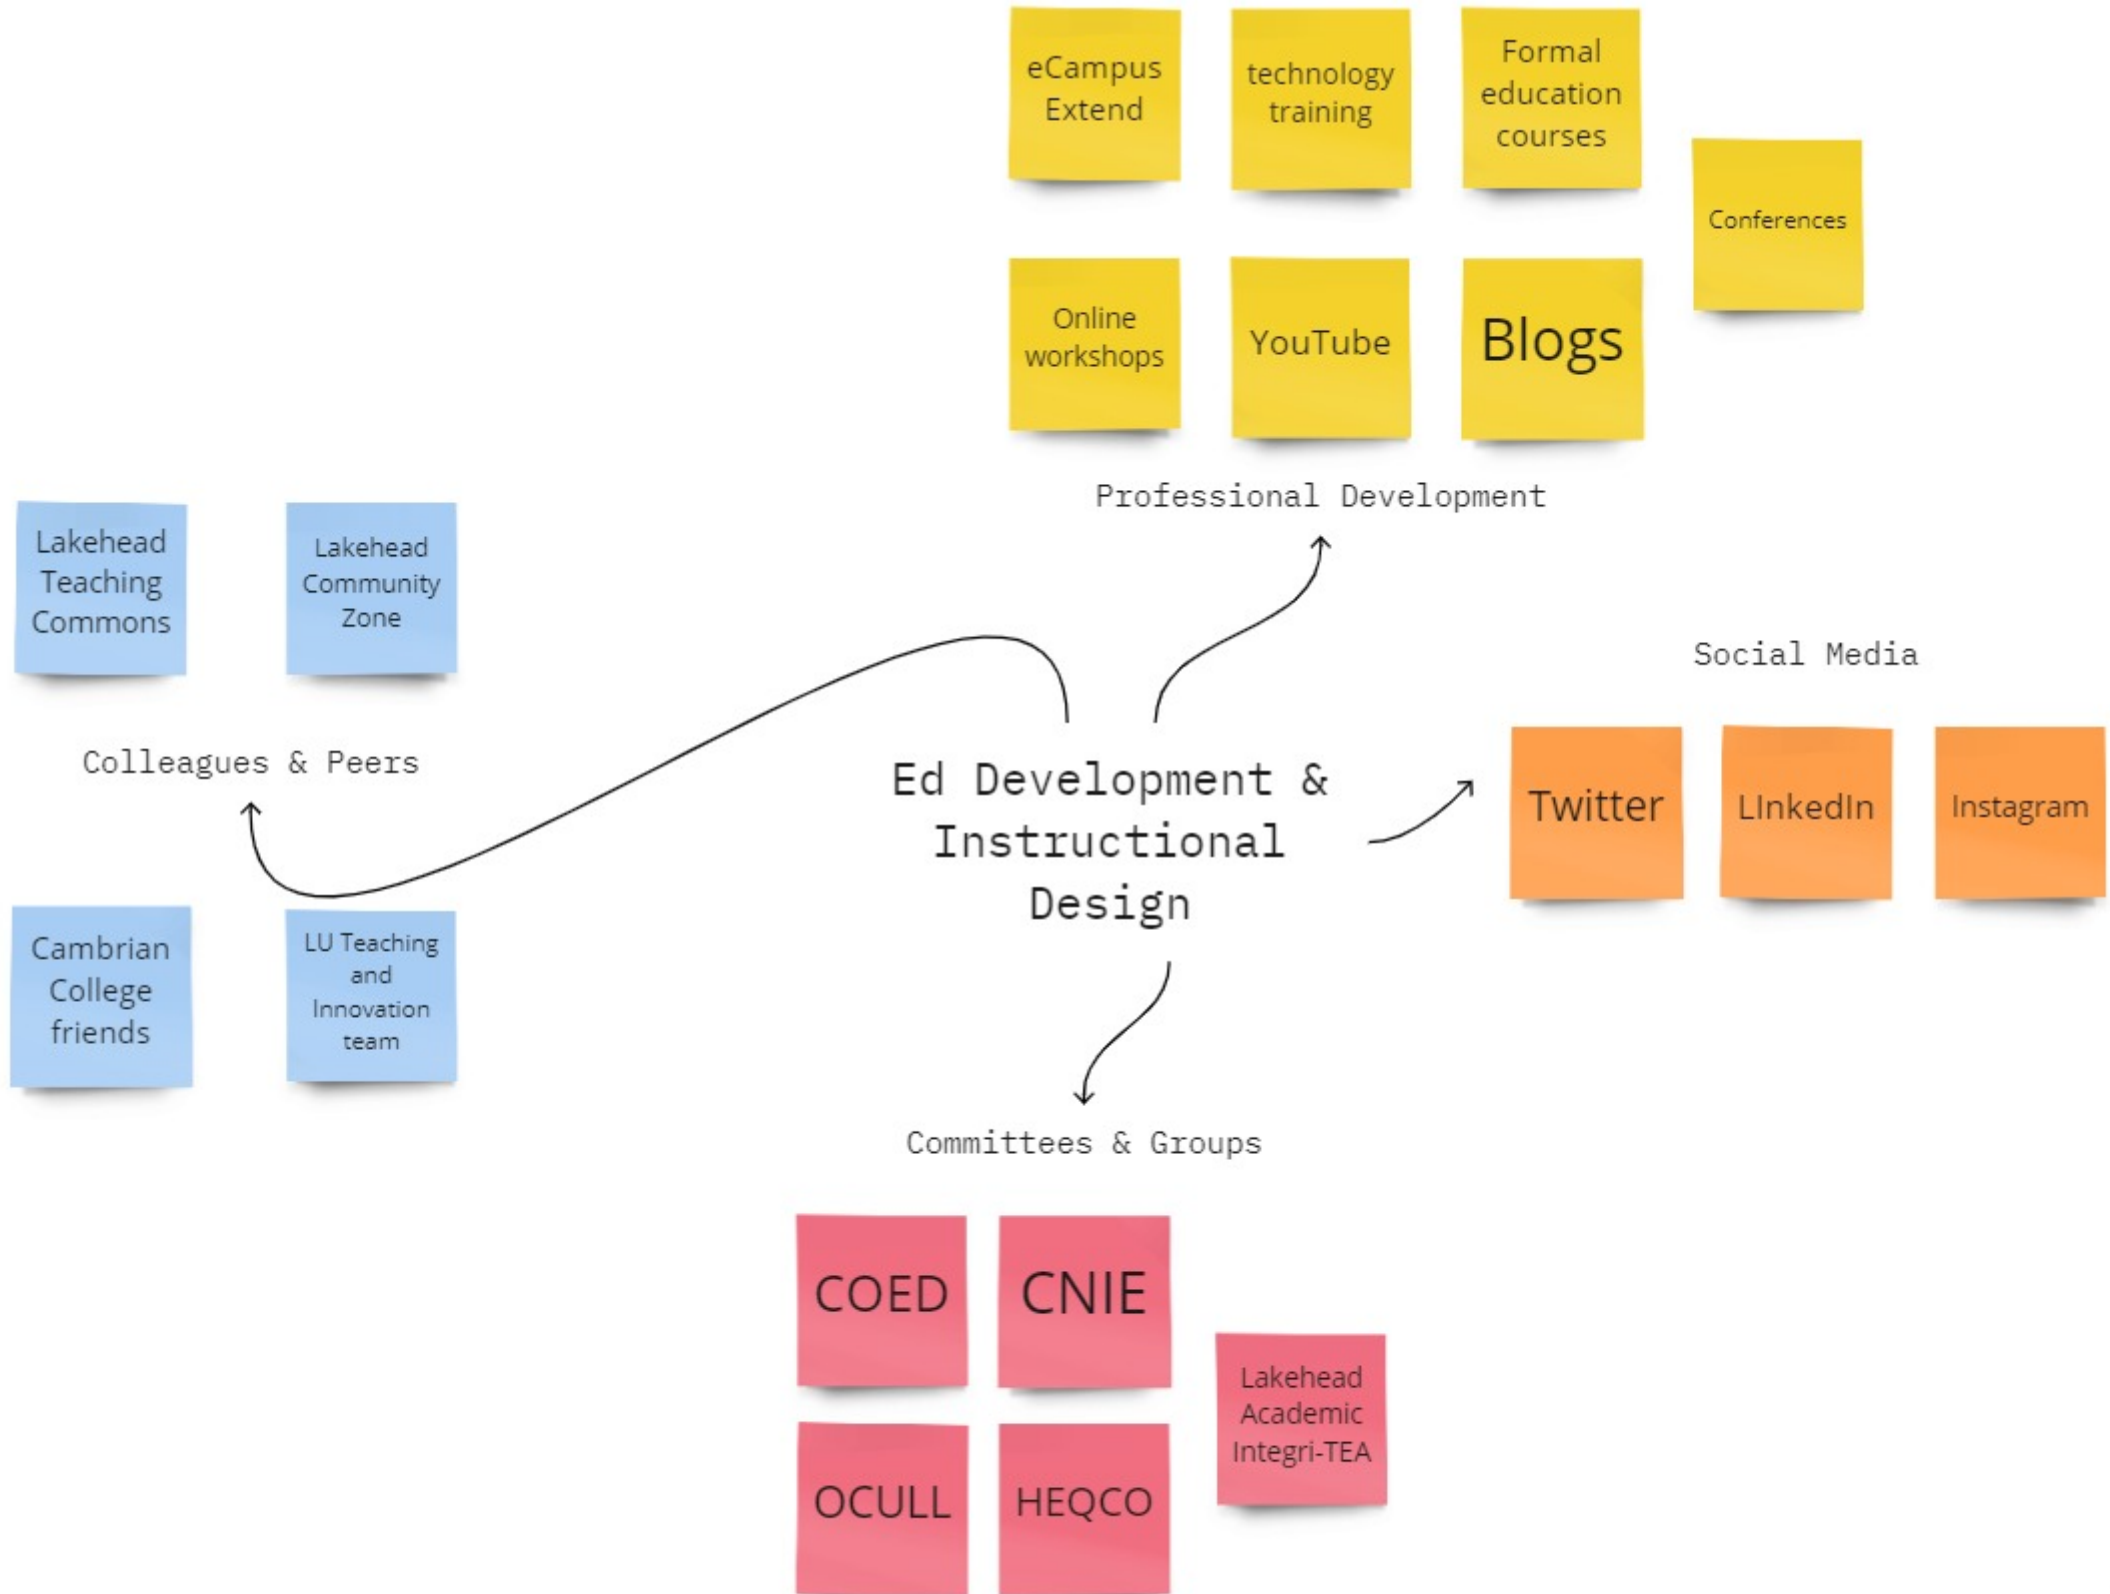 eCampus
Extend
technology
training
Formal
education
courses
Conferences
Online
workshops
YouTube
Blogs
Professional Development
Lakehead
Teaching
Commons
Lakehead
Community
Zone
Colleagues & Peers
Cambrian
College
friends
LU Teaching
and
Innovation
team
Ed Development &
Instructional
Design
Social Media
Twitter
LInkedIn
Instagram
Committees & Groups
COED
CNIE
OCULL
HEQCO
Lakehead
Academic
Integri-TEA